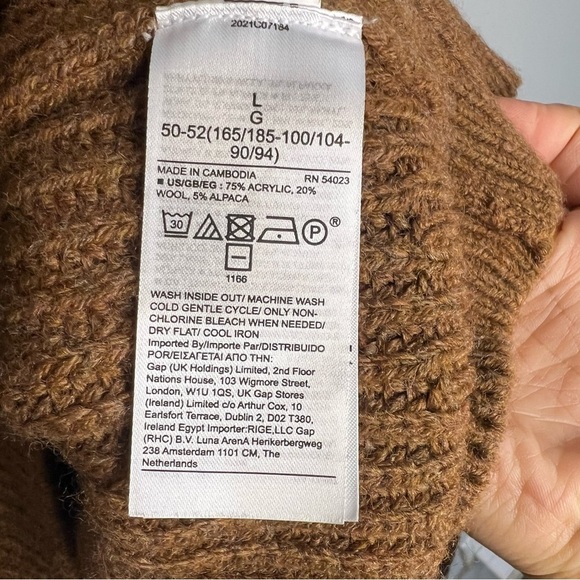 2021C07184
L
G
50-52(165/185-100/104-
90/94)
MADE IN CAMBODIA RN 54023
■ US/GB/EG : 75% ACRYLIC, 20%
WOOL, 5% ALPACA
30 P ®
1166
WASH INSIDE OUT/ MACHINE WASH
COLD GENTLE CYCLE/ ONLY NON-
CHLORINE BLEACH WHEN NEEDED/
DRY FLAT/ COOL IRON
Imported By/Importe Par/DISTRIBUIDO
POR/ΕΙΣΑΓΕΤΑΙ ΑΠΟ ΤΗΝ:
Gap (UK Holdings) Limited, 2nd Floor
Nations House, 103 Wigmore Street,
London, W1U 1QS, UK Gap Stores
(Ireland) Limited c/o Arthur Cox, 10
Earlsfort Terrace, Dublin 2, D02 T380,
Ireland Egypt Importer:RIGE,LLC Gap
(RHC) B.V. Luna ArenA Herikerbergweg
238 Amsterdam 1101 CM, The
Netherlands